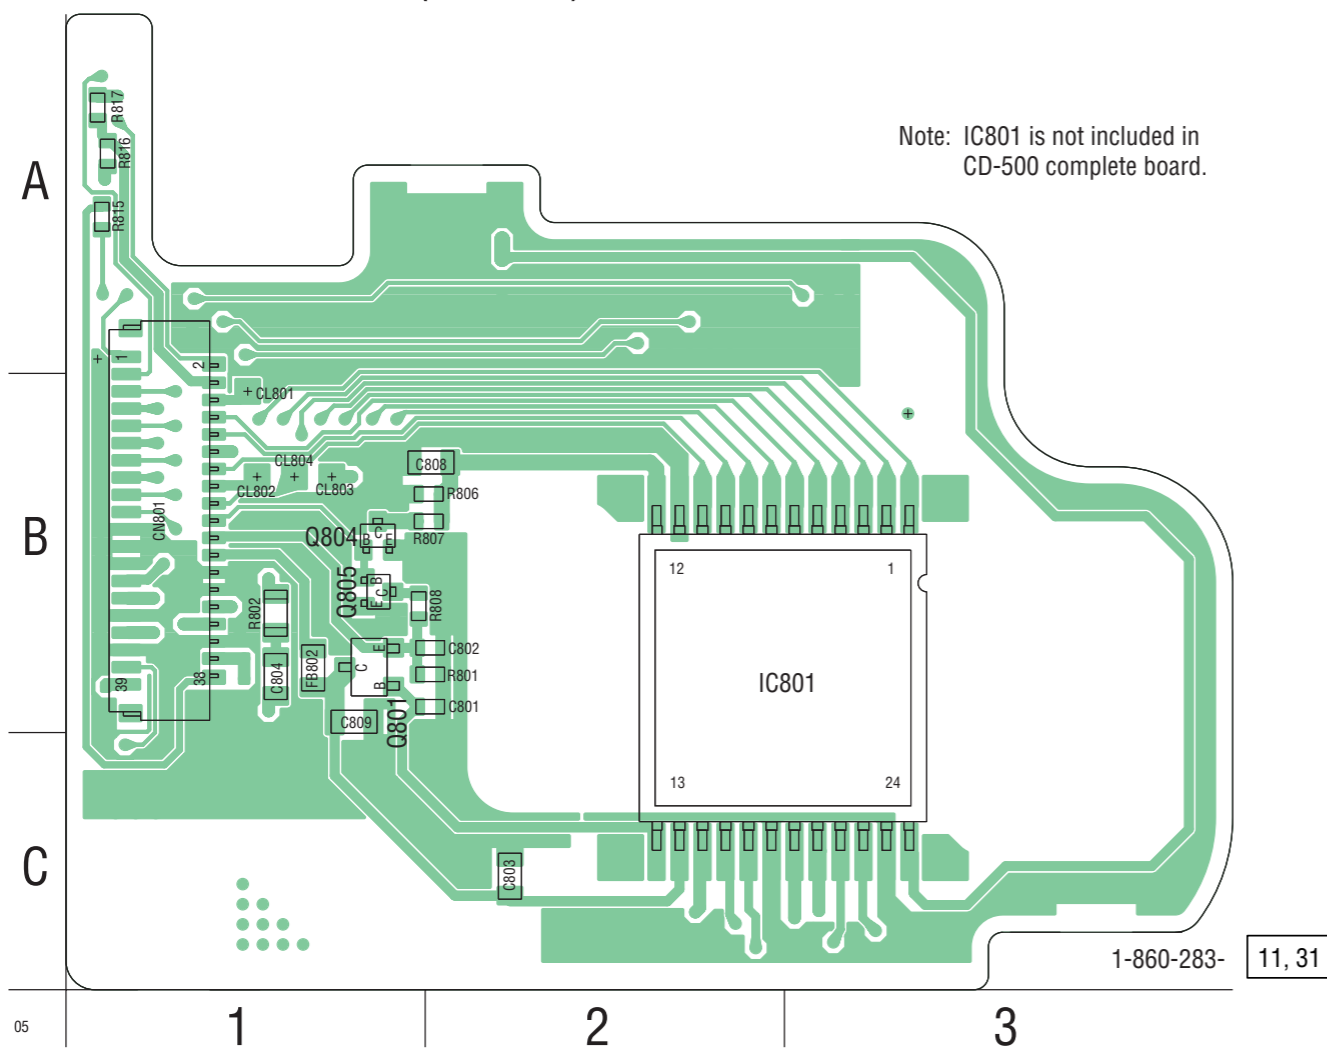 R817
R816
R815
A
Note: IC801 is not included in
CD-500 complete board.
+
1
2
+ CL801
+
CL804
+ + +
CL802
CL803
C808
R806
CN801
B
Q804
C
B
E
R807
Q805
B
C
E
12
1
R802
R808
C802
E
C
B
R801
IC801
C804
FB802
39
38
C801
C809
Q801
13
24
C
C803
1-860-283-
11, 31
05
1
2
3